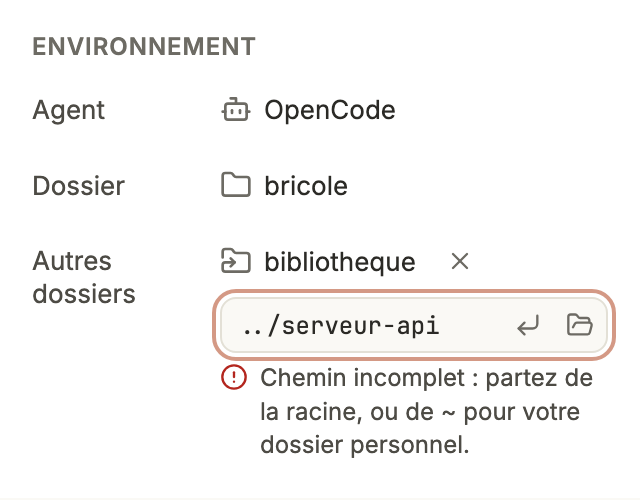 ENVIRONNEMENT
Agent
OpenCode
Dossier
bricole
Autres
dossiers
bibliotheque
../serveur-api
Chemin incomplet : partez de
la racine, ou de ~ pour votre
dossier personnel.